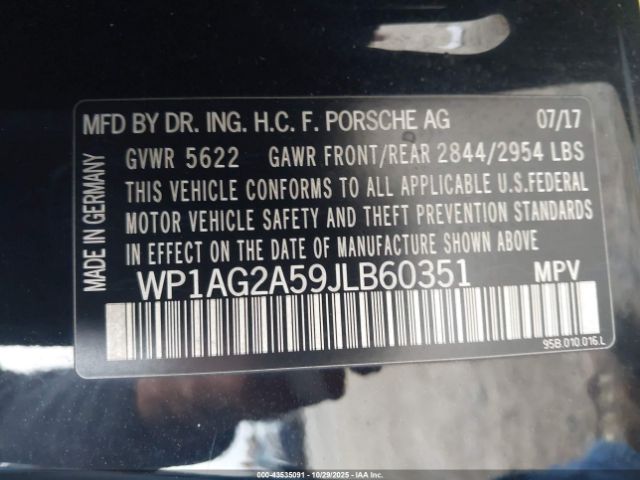 MFD BY DR. ING. H.C. F. PORSCHE AG 07/17
GVWR 5622 GAWR FRONT/REAR 2844/2954 LBS
THIS VEHICLE CONFORMS TO ALL APPLICABLE U.S.FEDERAL
MOTOR VEHICLE SAFETY AND THEFT PREVENTION STANDARDS
IN EFFECT ON THE DATE OF MANUFACTURE SHOWN ABOVE
WP1AG2A59JLB60351 MPV
MADE IN GERMANY
95B.010.016.L
000-43535091 - 10/29/2025 - IAAI.COM